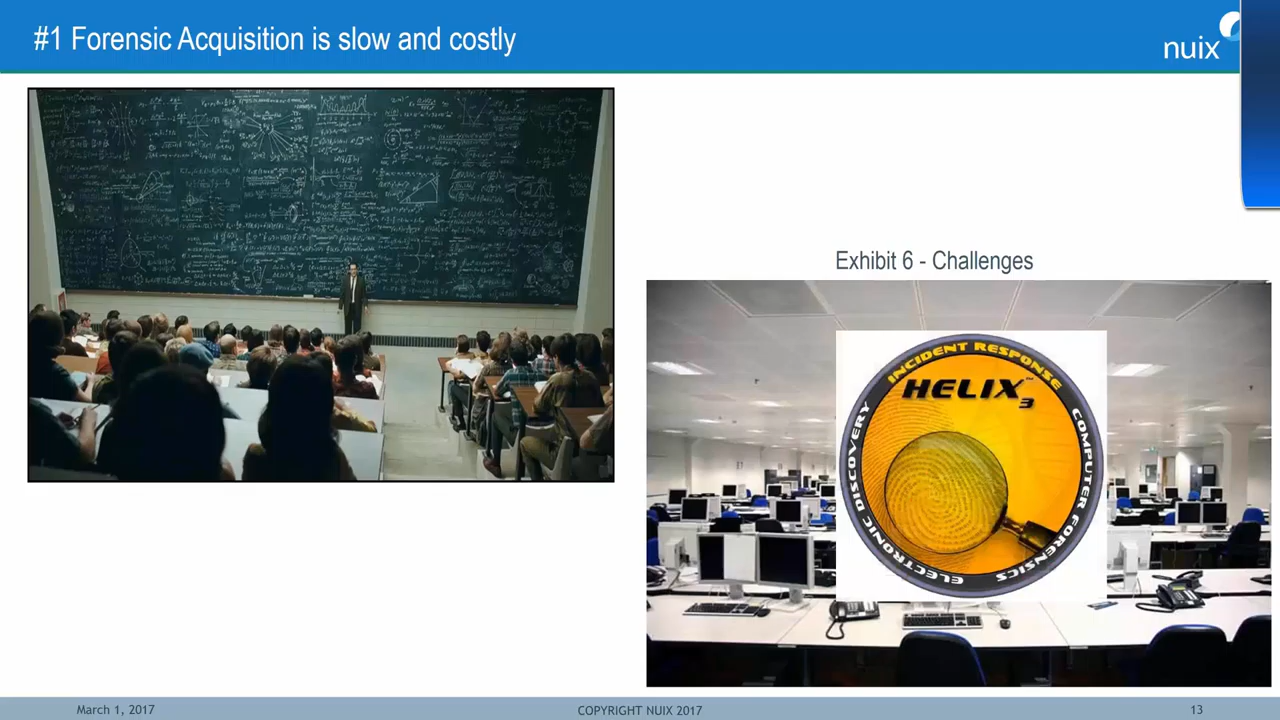 #1 Forensic Acquisition is slow and costly
nuix
Exhibit 6 - Challenges
INCIDENT RESPONSE
HELIX3™
ELECTRONIC DISCOVERY
COMPUTER FORENSICS
March 1, 2017
COPYRIGHT NUIX 2017
13